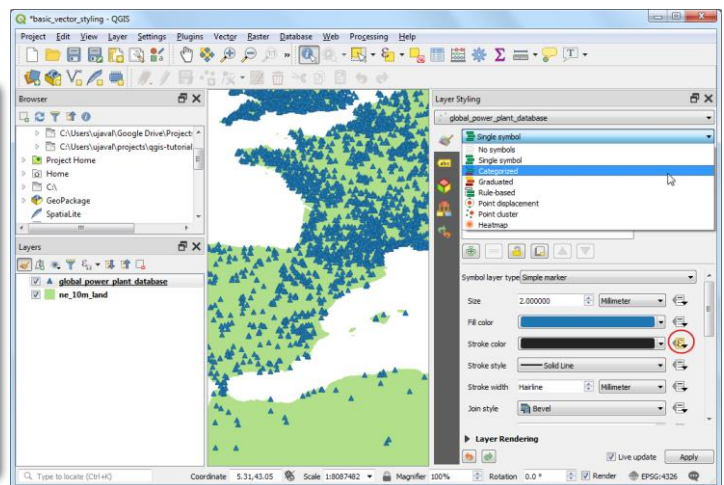 *basic_vector_styling - QGIS
Project Edit View Layer Settings Plugins Vector Raster Database Web Processing Help
Browser
C:\Users\ujaval\Google Drive\Project
C:\Users\ujaval\projects\qgis-tutorial
Project Home
Home
C:\
GeoPackage
SpatiaLite
Layers
global_power_plant_database
ne_10m_land
Layer Styling
global_power_plant_database
Single symbol
No symbols
Single symbol
Categorized
Graduated
Rule-based
Point displacement
Point cluster
Heatmap
Symbol layer type Simple marker
Size 2.000000 Millimeter
Fill color
Stroke color
Stroke style Solid Line
Stroke width Hairline Millimeter
Join style Bevel
Layer Rendering
Live update Apply
Type to locate (Ctrl+K) Coordinate 5.31,43.05 Scale 1:8087482 Magnifier 100% Rotation 0.0 ° Render EPSG:4326